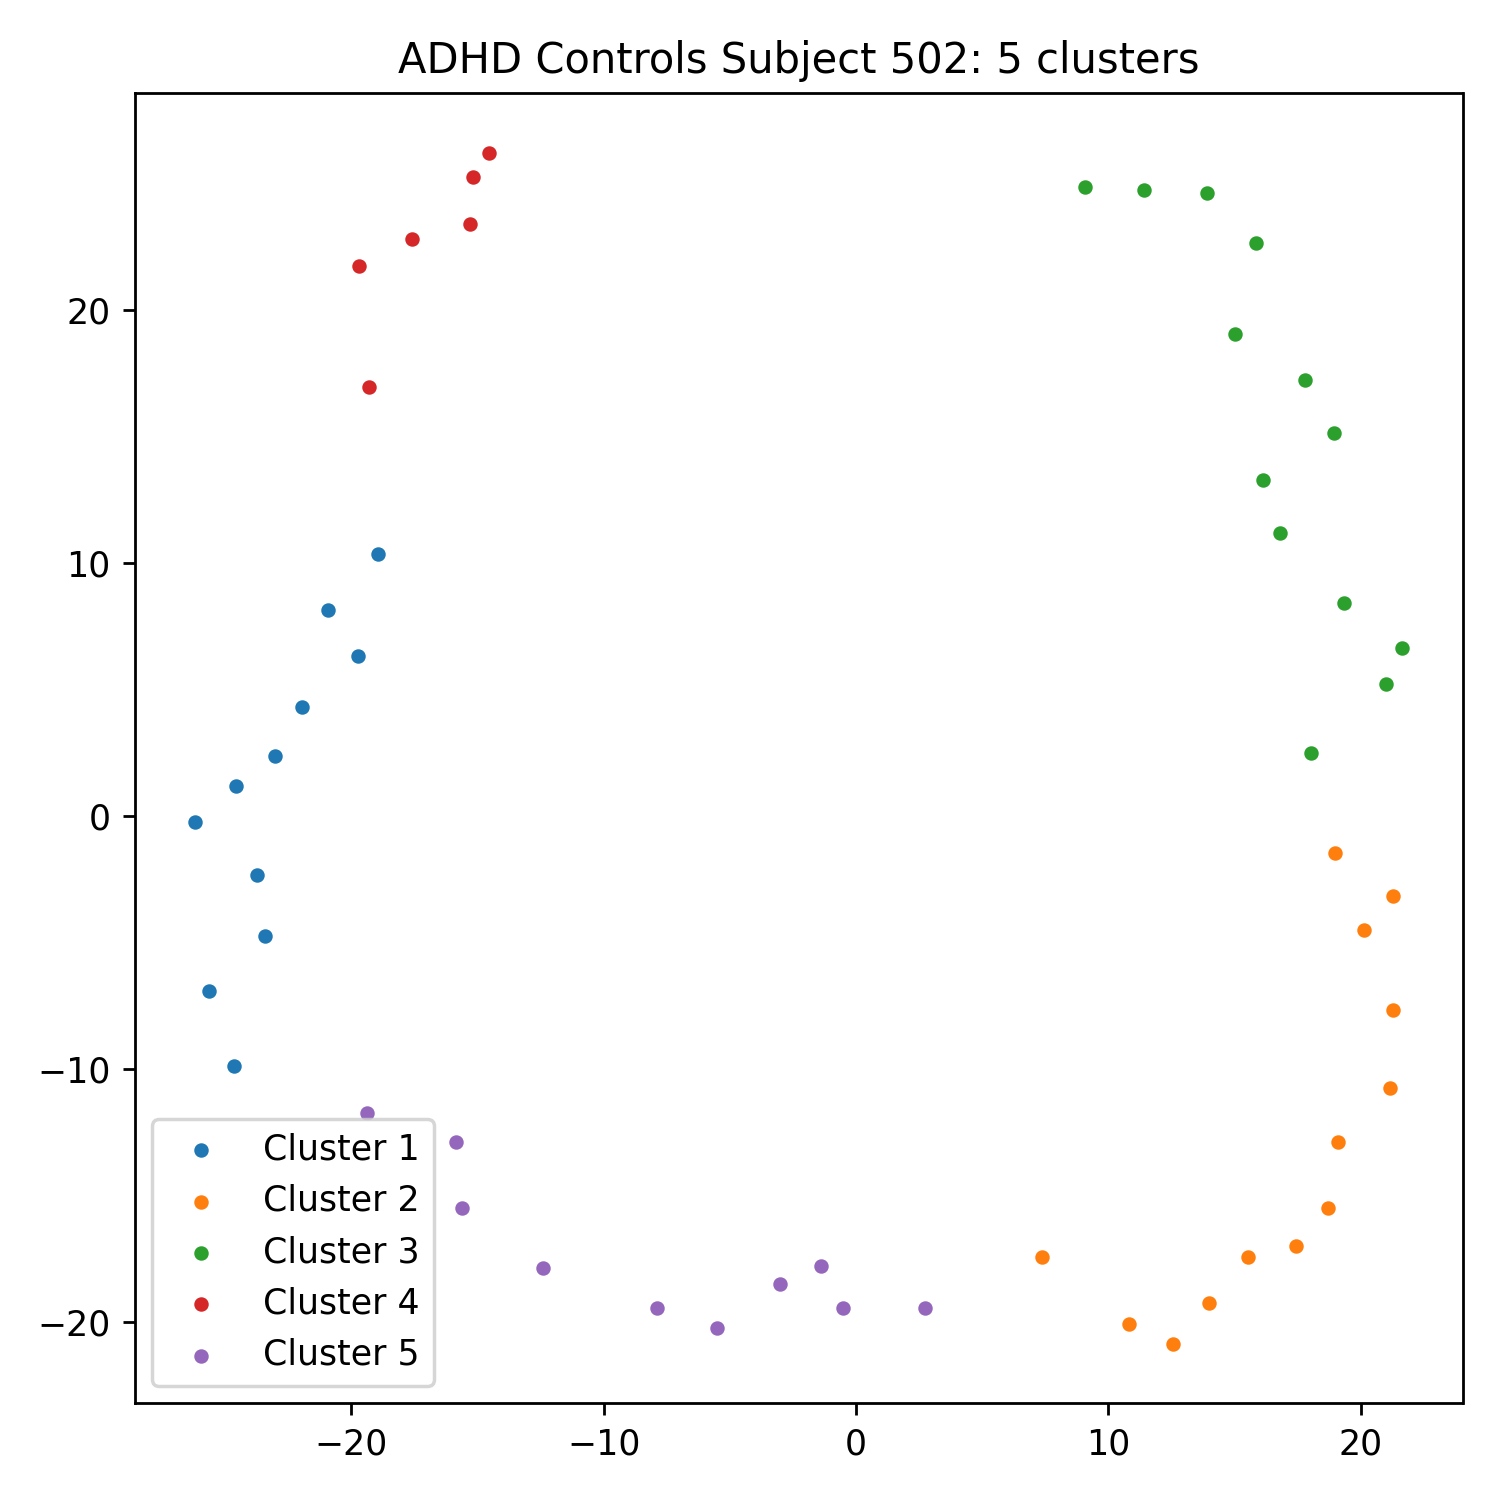 ADHD Controls Subject 502: 5 clusters
20
10
0
−10
−20
Cluster 1
Cluster 2
Cluster 3
Cluster 4
Cluster 5
−20 −10 0 10 20